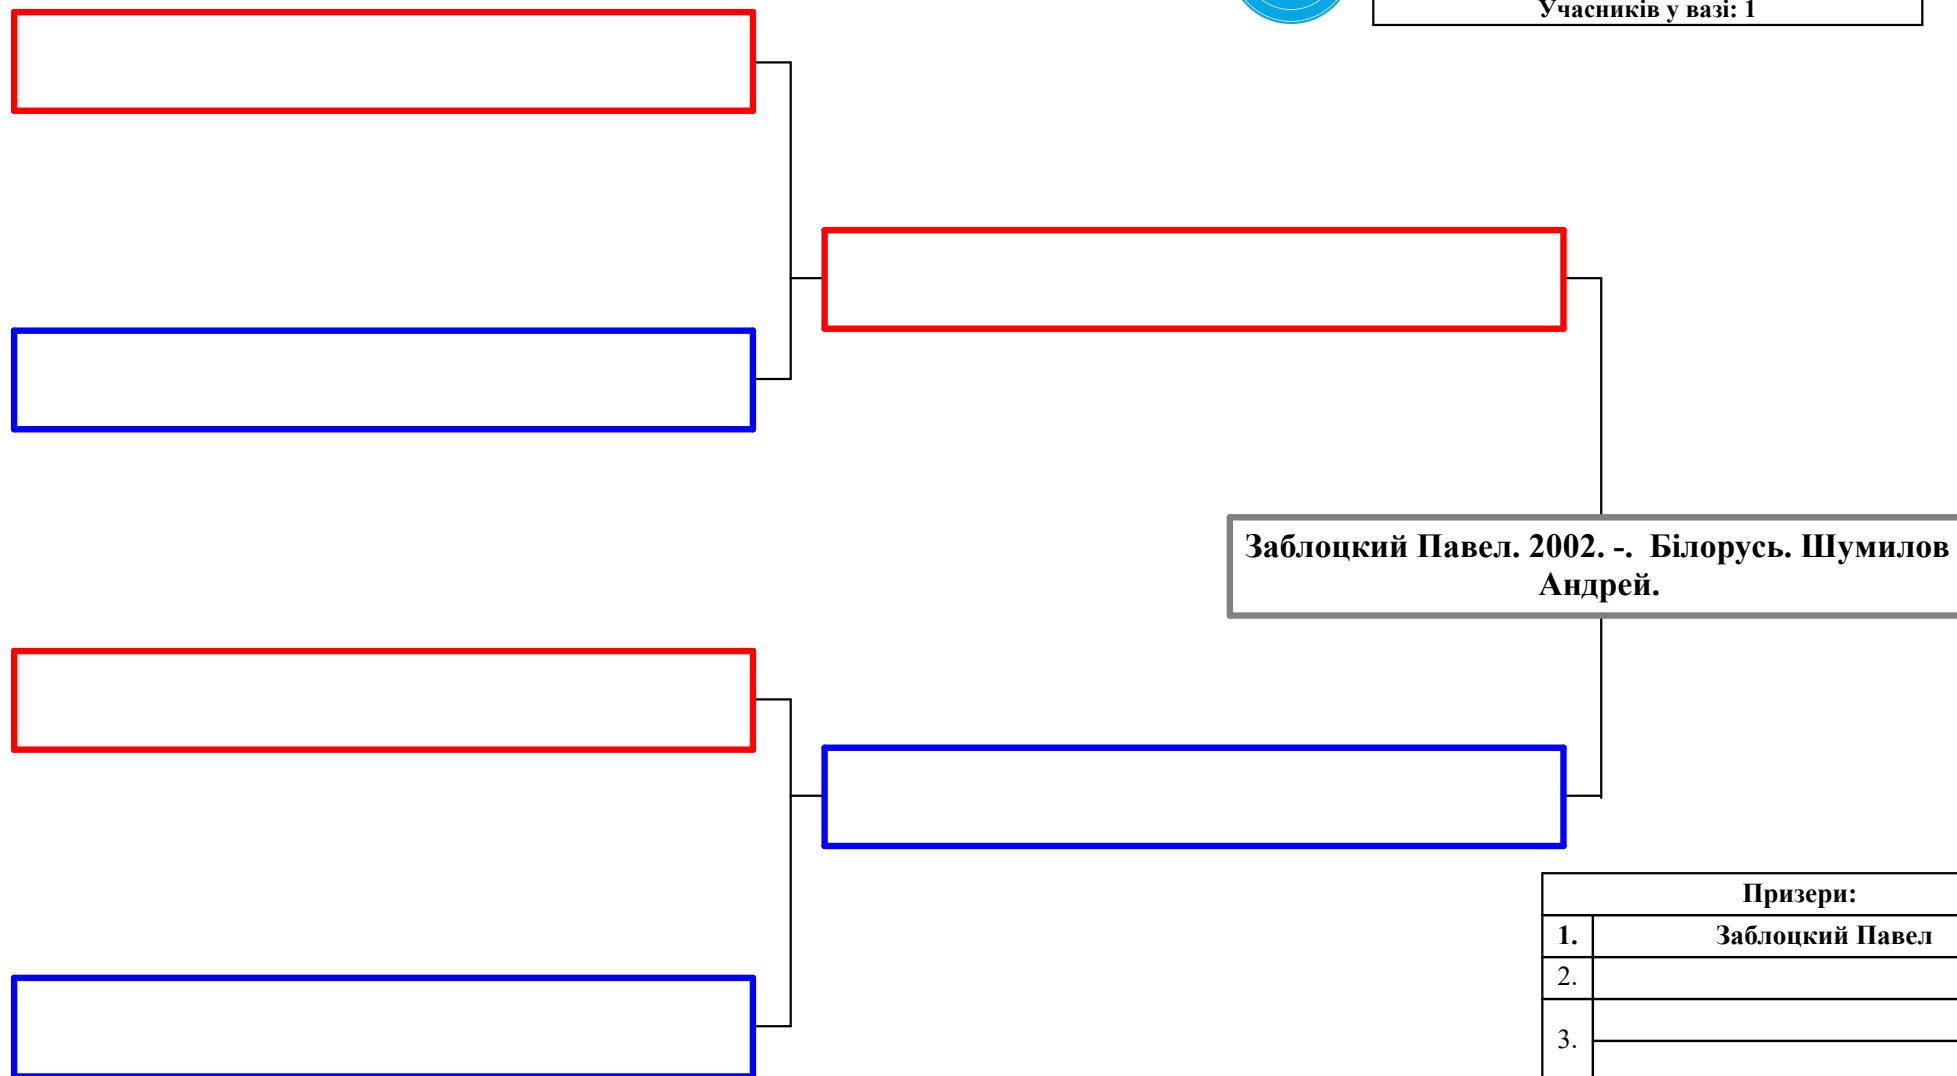 Учасників у вазі: 1
Заблоцкий Павел. 2002. -. Білорусь. Шумилов
Андрей.
Призери:
1. Заблоцкий Павел
2.
3.